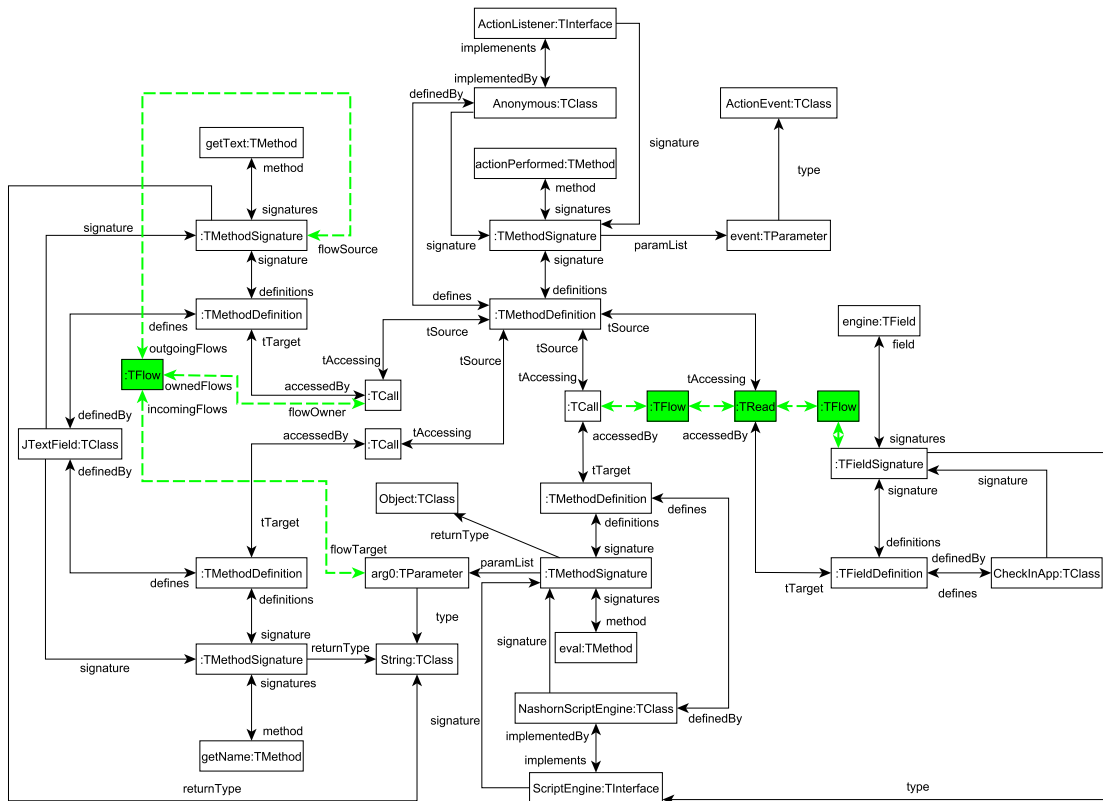 ActionListener:TInterface
implemenents
implementedBy
definedBy
Anonymous:TClass
ActionEvent:TClass
getText:TMethod
signature
method
actionPerformed:TMethod
method
type
signatures
signatures
signature
:TMethodSignature
flowSource
signature
:TMethodSignature
paramList
event:TParameter
signature
signature
definitions
defines
definitions
:TMethodDefinition
:TMethodDefinition
engine:TField
defines
tTarget
tSource
tSource
tSource
tSource
field
outgoingFlows
:TFlow
ownedFlows
incomingFlows
accessedBy
flowOwner
tAccessing
:TCall
tAccessing
:TCall
:TFlow
tAccessing
:TRead
:TFlow
definedBy
JTextField:TClass
definedBy
accessedBy
:TCall
tAccessing
accessedBy
accessedBy
signatures
:TFieldSignature
signature
signature
tTarget
Object:TClass
:TMethodDefinition
definitions
defines
tTarget
returnType
flowTarget
signature
definitions
:TMethodDefinition
defines
definitions
arg0:TParameter
paramList
:TMethodSignature
signatures
:TFieldDefinition
tTarget
definedBy
defines
CheckInApp:TClass
type
method
signature
signature
:TMethodSignature
returnType
String:TClass
eval:TMethod
signature
signatures
method
getName:TMethod
signature
NashornScriptEngine:TClass
definedBy
implementedBy
implements
returnType
ScriptEngine:TInterface
type